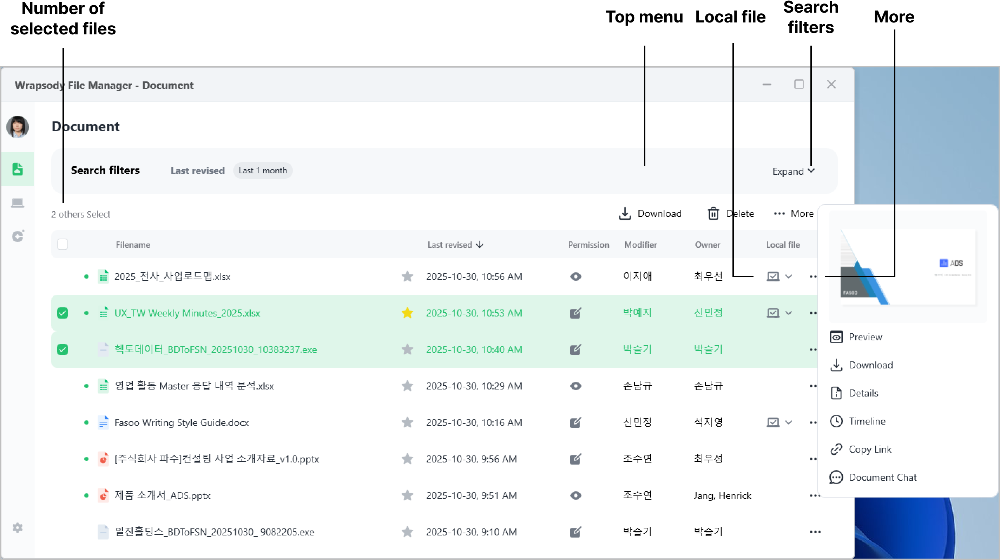 Number of
selected files
Top menu
Local file
Search
filters
More
Wrapsody File Manager - Document
Document
Search filters
Last revised
Last 1 month
Expand
2 others Select
Download
Delete
More
Filename
Last revised
Permission
Modifier
Owner
Local file
2025_전사_사업로드맵.xlsx
2025-10-30, 10:56 AM
이지애
최우선
UX_TW Weekly Minutes_2025.xlsx
2025-10-30, 10:53 AM
박예지
신민정
헥토데이터_BDToFSN_20251030_10383237.exe
2025-10-30, 10:40 AM
박슬기
박슬기
영업 활동 Master 응답 내역 분석.xlsx
2025-10-30, 10:29 AM
손남규
손남규
Fasoo Writing Style Guide.docx
2025-10-30, 10:16 AM
신민정
석지영
[주식회사 파수]컨설팅 사업 소개자료_v1.0.pptx
2025-10-30, 9:56 AM
조수연
최우성
제품 소개서_ADS.pptx
2025-10-30, 9:51 AM
조수연
Jang, Henrick
일진홀딩스_BDToFSN_20251030_ 9082205.exe
2025-10-30, 9:10 AM
박슬기
박슬기
ADS
FASOO
Preview
Download
Details
Timeline
Copy Link
Document Chat